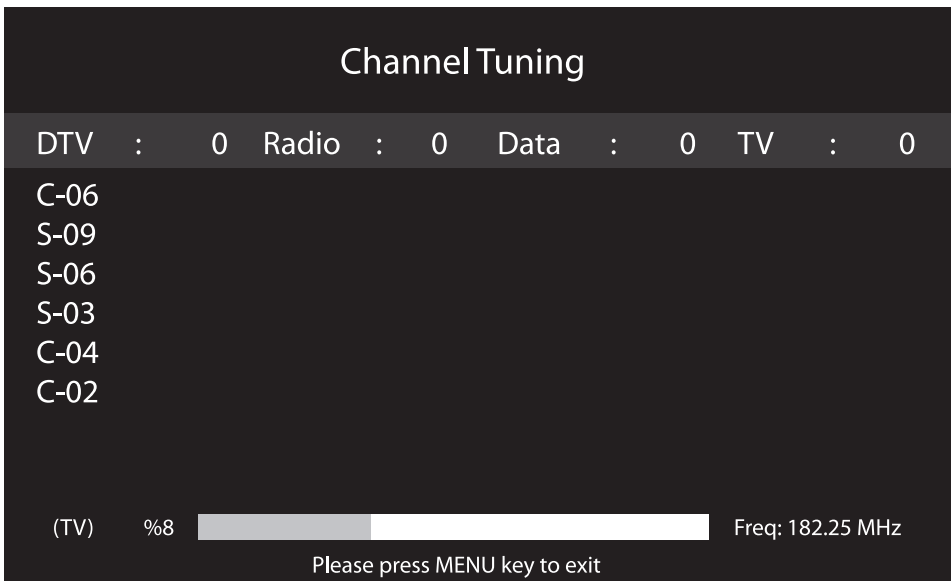 Channel Tuning
DTV : 0 Radio : 0 Data : 0 TV : 0
C-06
S-09
S-06
S-03
C-04
C-02
(TV) %8 Freq: 182.25 MHz
Please press MENU key to exit